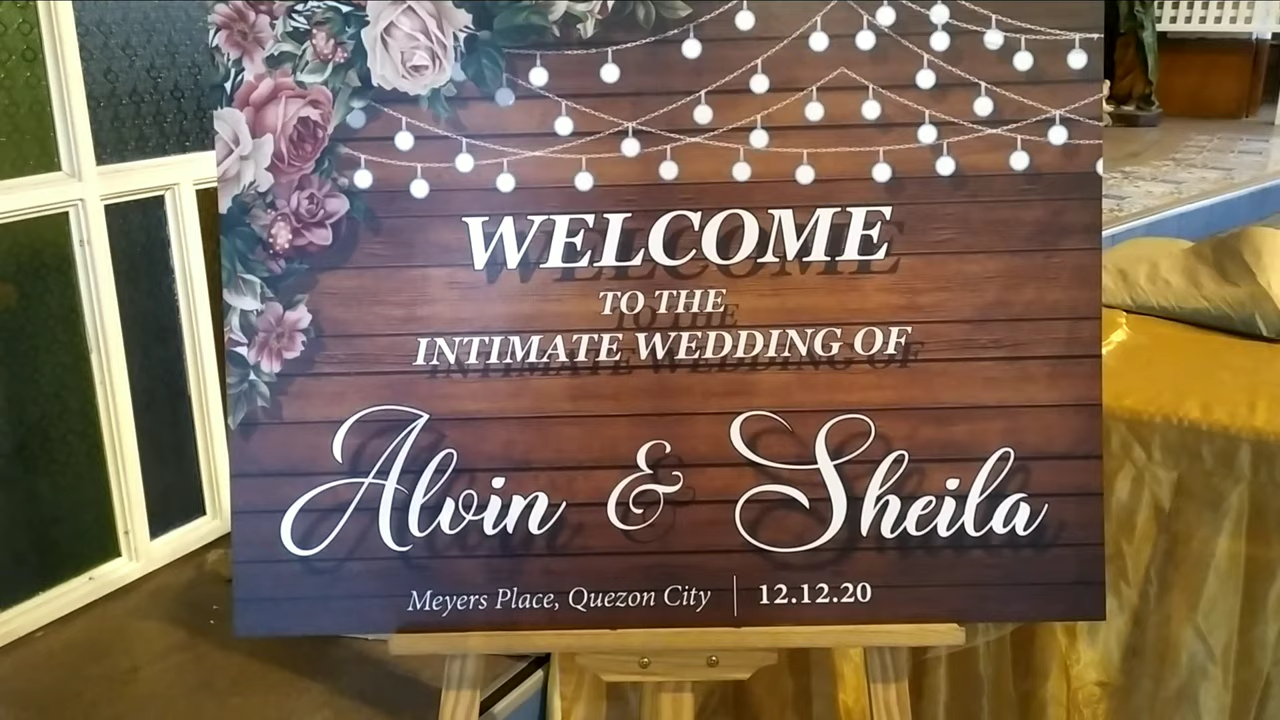 WELCOME
TO THE
INTIMATE WEDDING OF
Alvin & Sheila
Meyers Place, Quezon City | 12.12.20